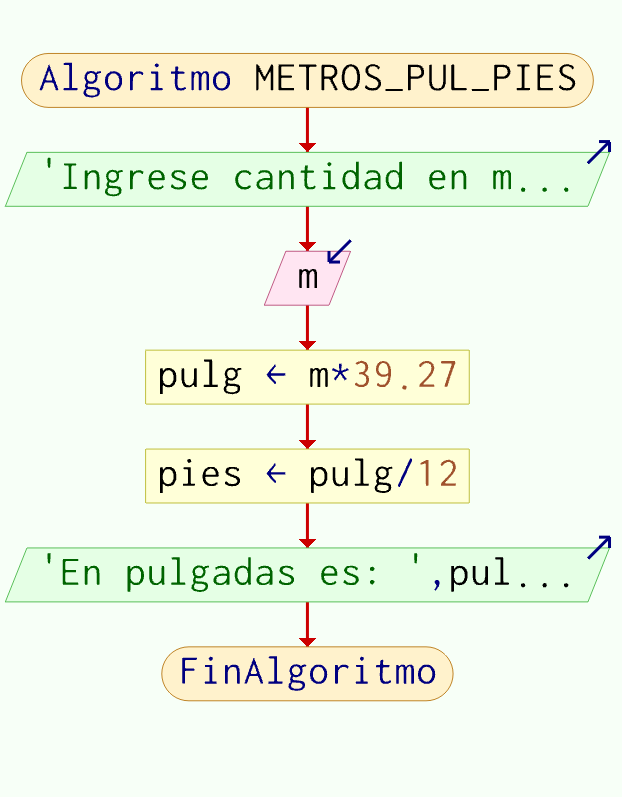 Algoritmo METROS_PUL_PIES
'Ingrese cantidad en m...
m
pulg ← m*39.27
pies ← pulg/12
'En pulgadas es: ',pul...
FinAlgoritmo